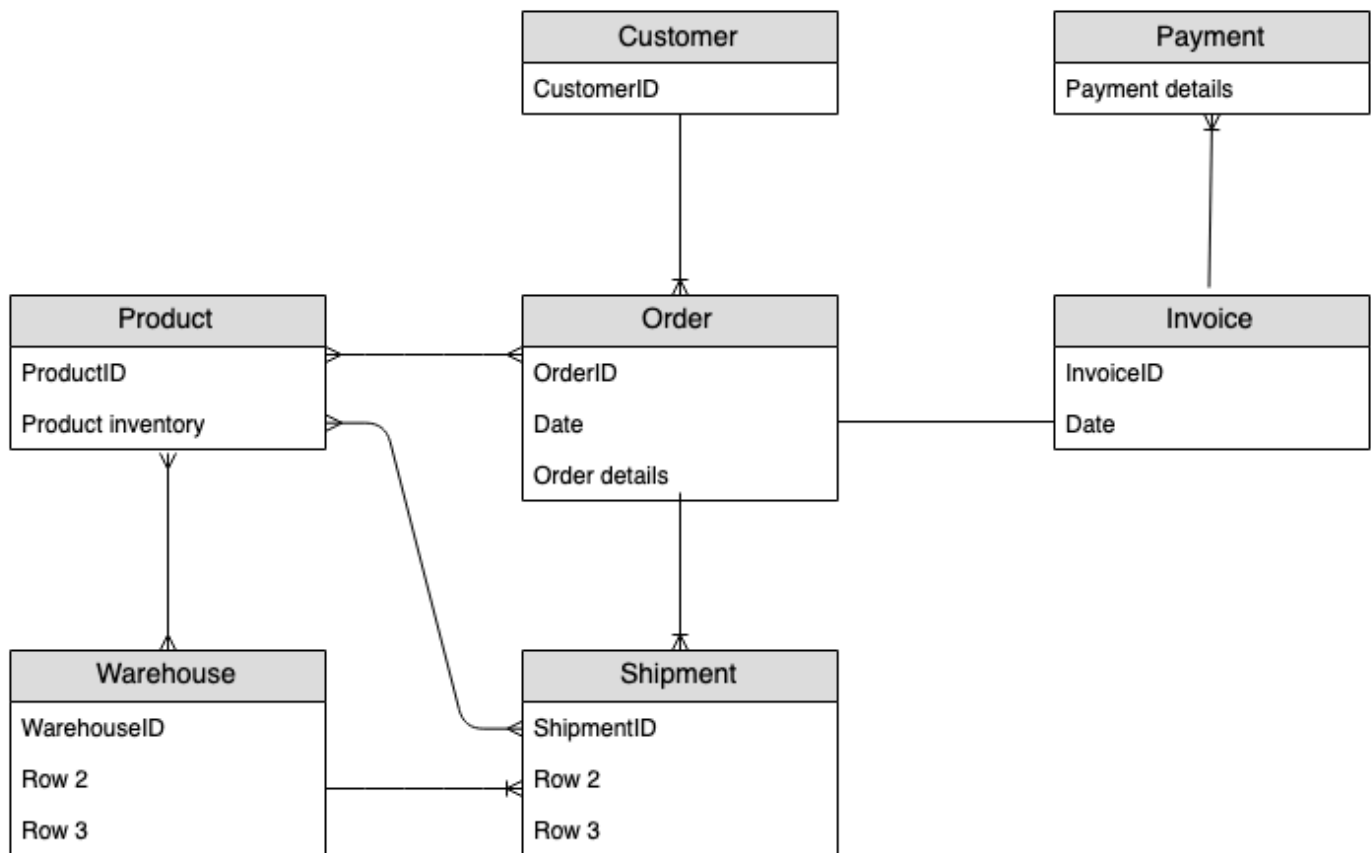 Customer
CustomerID
Payment
Payment details
Product
ProductID
Product inventory
Order
OrderID
Date
Order details
Invoice
InvoiceID
Date
Warehouse
WarehouseID
Row 2
Row 3
Shipment
ShipmentID
Row 2
Row 3